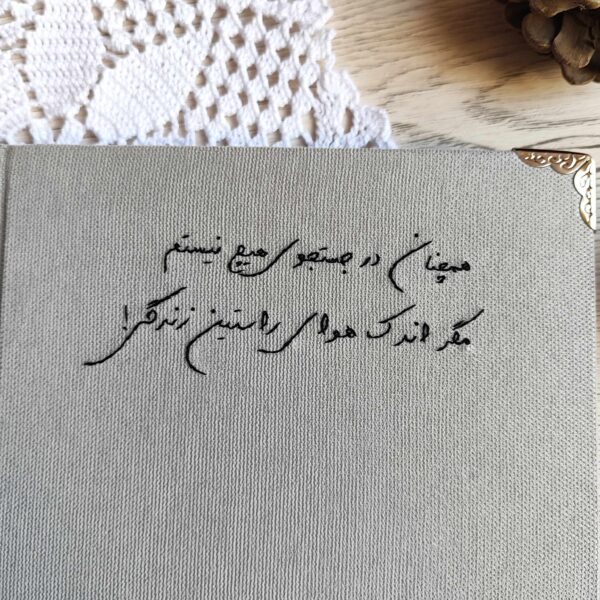 همچنان در جستجوی هیچ نیستم
مگر اندک هوای راستین زندگی!